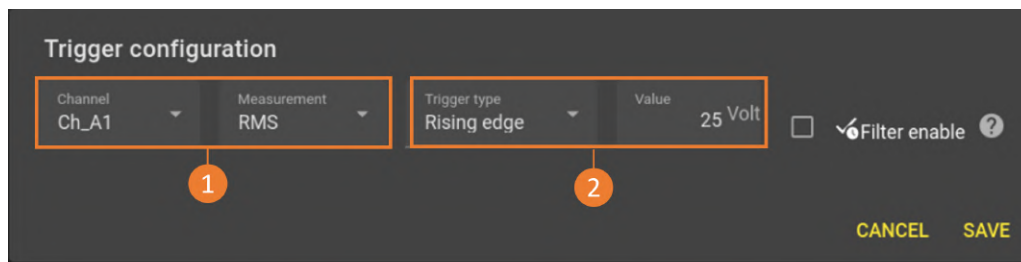 Trigger configuration
Channel Measurement Trigger type Value
Ch_A1 RMS Rising edge 25 Volt Filter enable ?
1 2
CANCEL SAVE